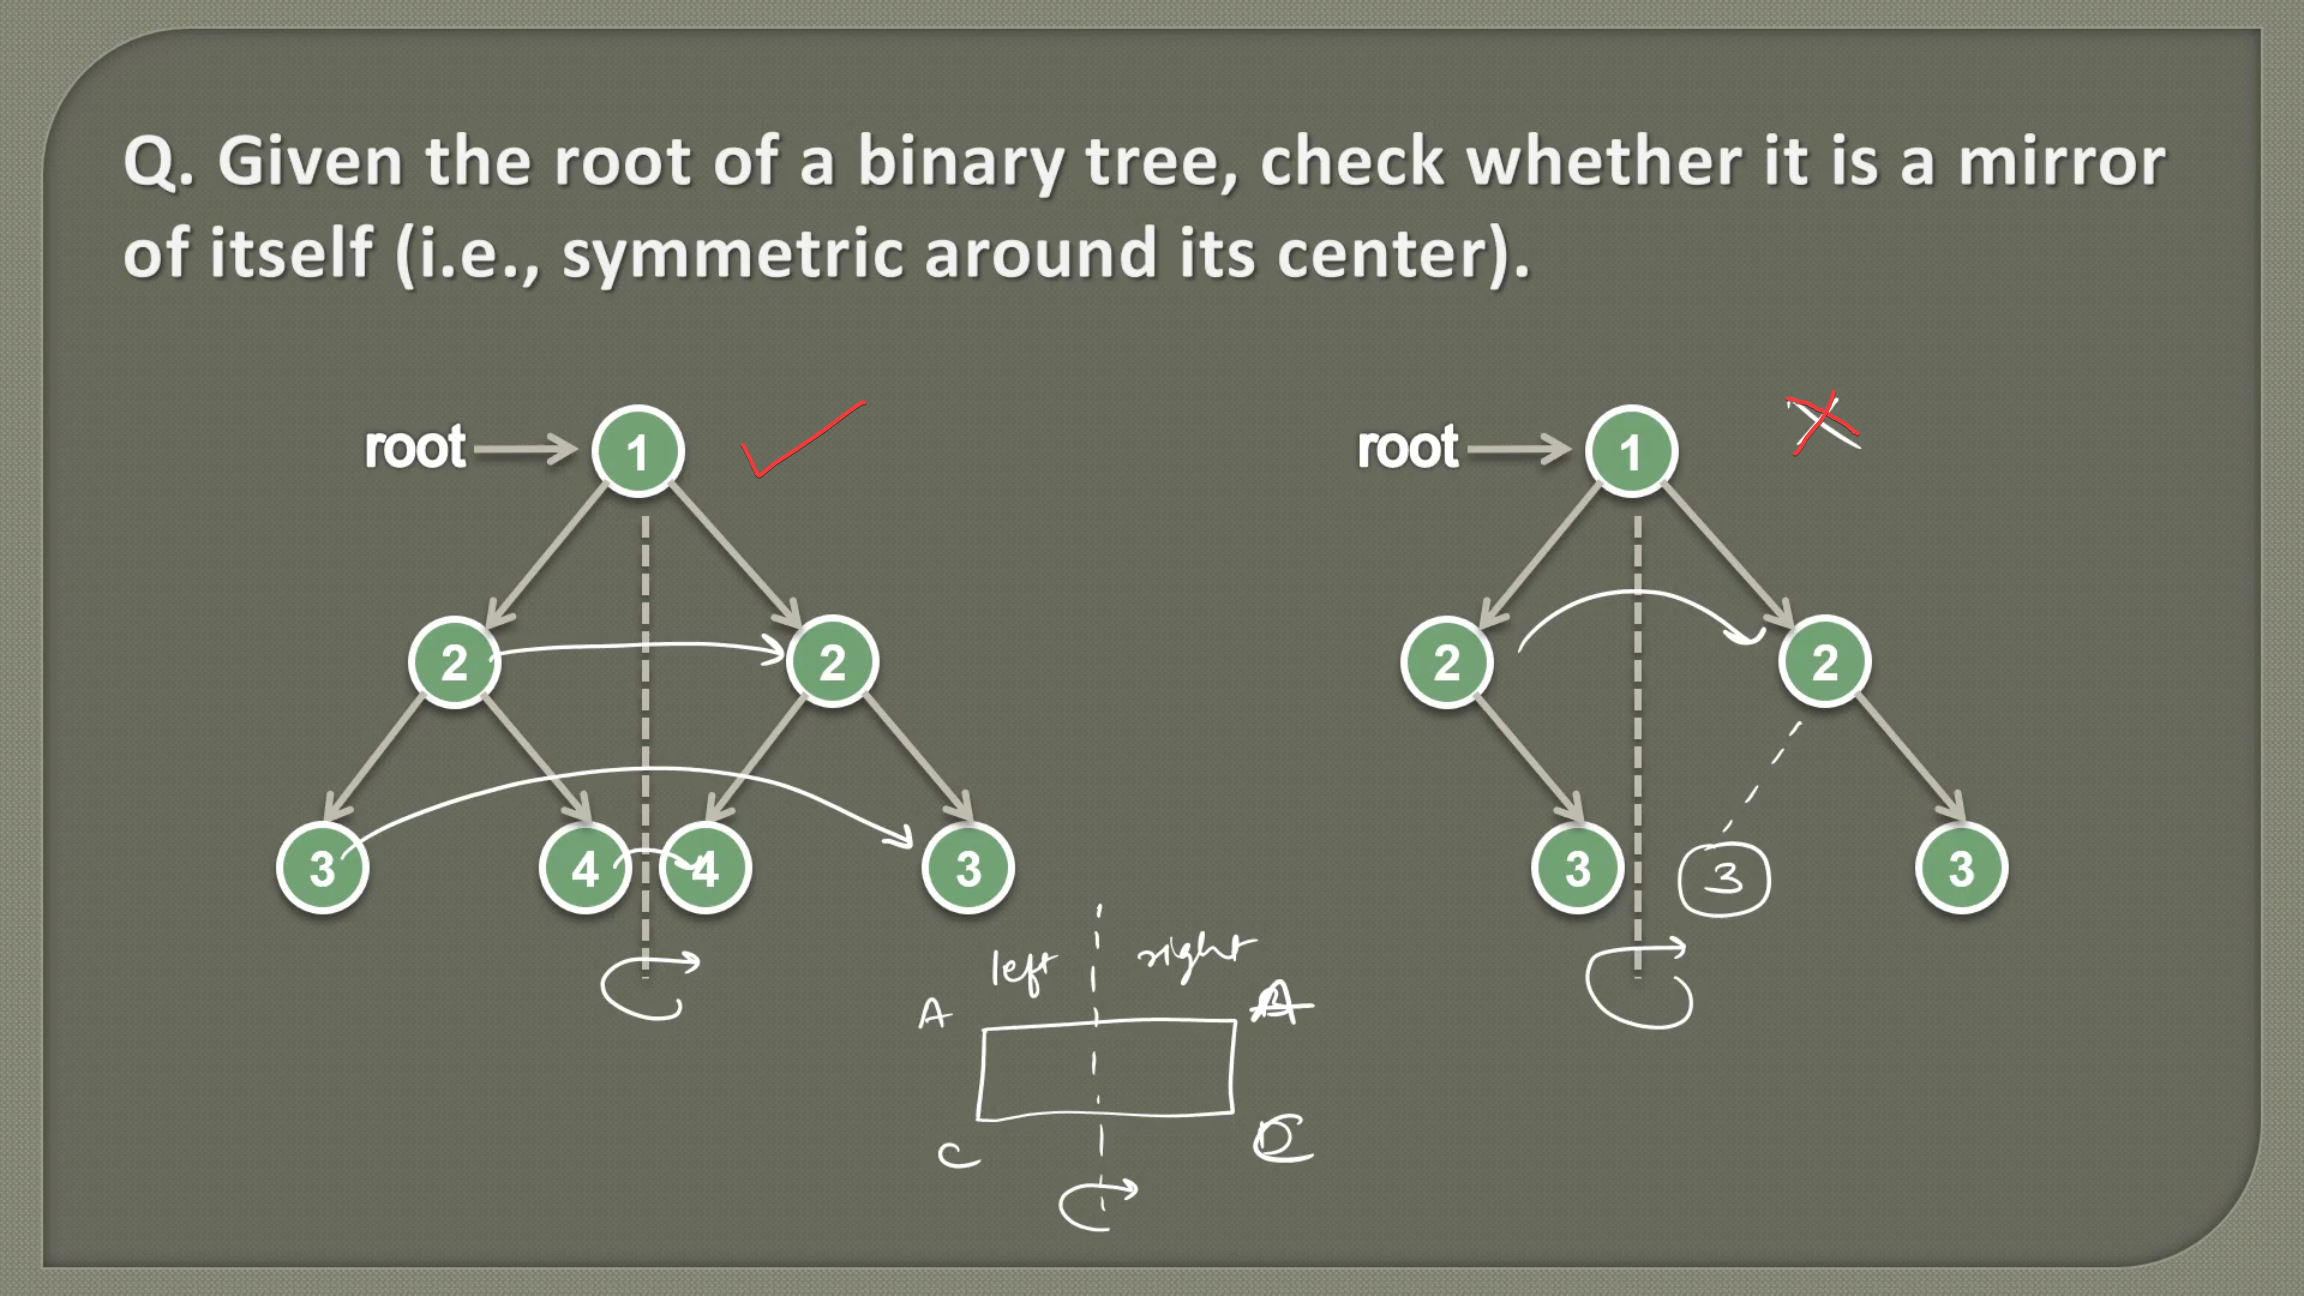 Q. Given the root of a binary tree, check whether it is a mirror
of itself (i.e., symmetric around its center).
root 1 root 1
2 2 2 2
3 4 4 3 3 3 3
left right
A A
C